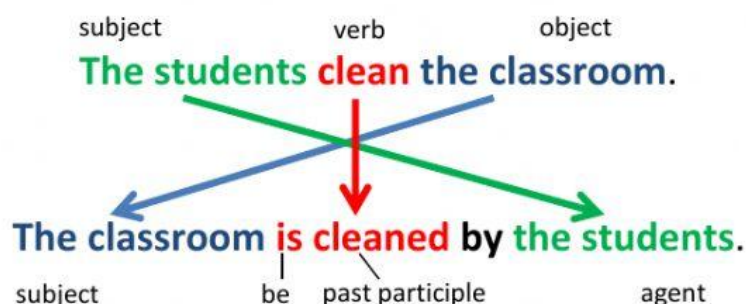 subject verb object
The students clean the classroom.
The classroom is cleaned by the students.
subject be past participle agent